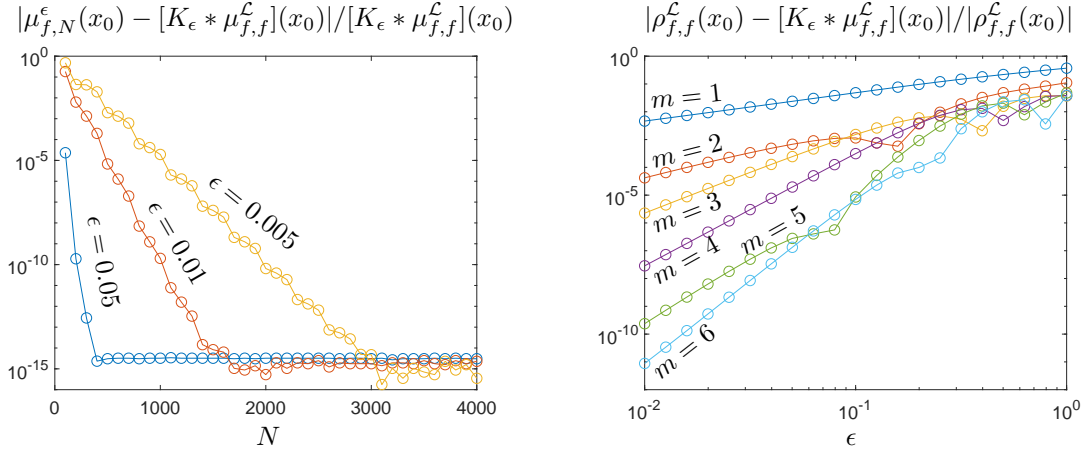 |μ^ϵ_{f,N}(x_0) − [K_ϵ ∗ μ^ℒ_{f,f}](x_0)|/[K_ϵ ∗ μ^ℒ_{f,f}](x_0)
10^0
10^{-5}
10^{-10}
10^{-15}
ϵ = 0.05
ϵ = 0.01
ϵ = 0.005
0 1000 2000 3000 4000
N
|ρ^ℒ_{f,f}(x_0) − [K_ϵ ∗ μ^ℒ_{f,f}](x_0)|/|ρ^ℒ_{f,f}(x_0)|
10^0
10^{-5}
10^{-10}
m = 1
m = 2
m = 3
m = 4
m = 5
m = 6
10^{-2} 10^{-1} 10^0
ϵ